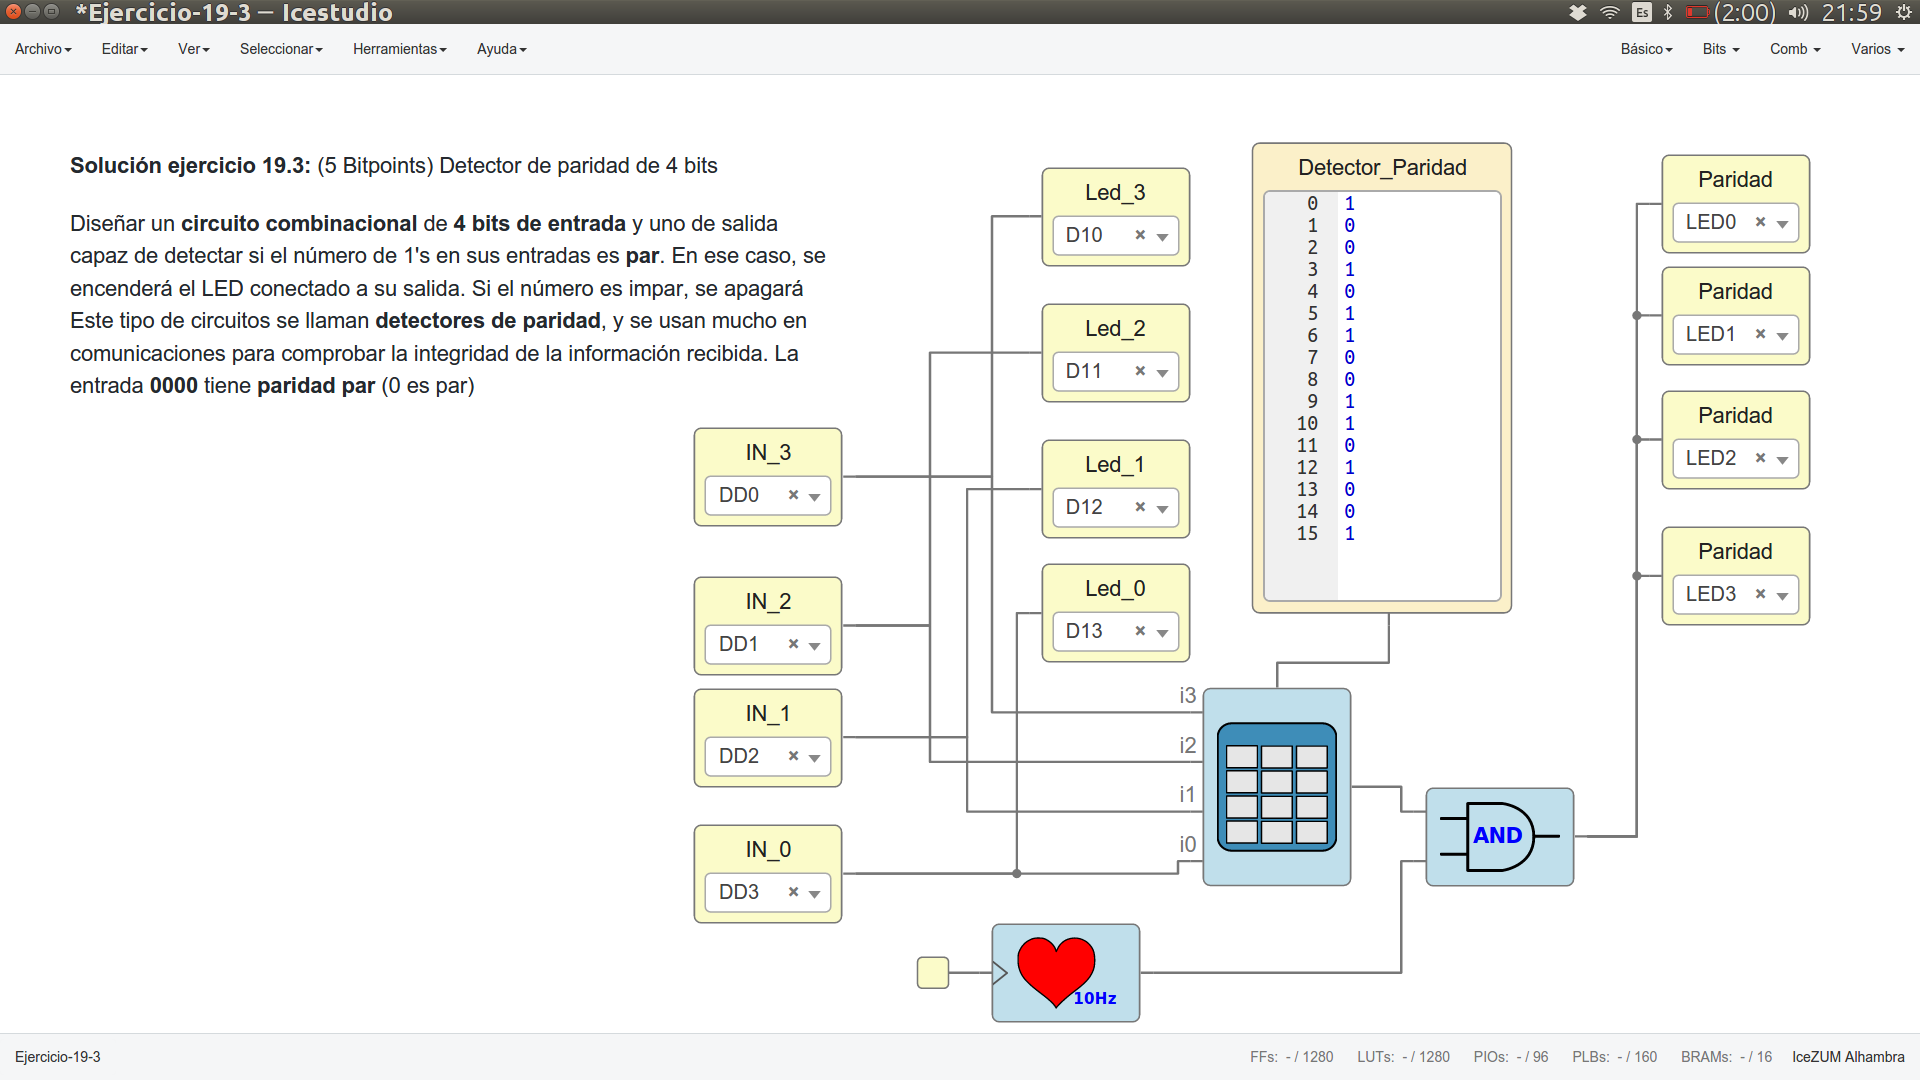 *Ejercicio-19-3 — Icestudio
Es (2:00) 21:59
Archivo Editar Ver Seleccionar Herramientas Ayuda Básico Bits Comb Varios
Solución ejercicio 19.3: (5 Bitpoints) Detector de paridad de 4 bits
Diseñar un circuito combinacional de 4 bits de entrada y uno de salida
capaz de detectar si el número de 1's en sus entradas es par. En ese caso, se
encenderá el LED conectado a su salida. Si el número es impar, se apagará
Este tipo de circuitos se llaman detectores de paridad, y se usan mucho en
comunicaciones para comprobar la integridad de la información recibida. La
entrada 0000 tiene paridad par (0 es par)
IN_3
DD0
IN_2
DD1
IN_1
DD2
IN_0
DD3
Led_3
D10
Led_2
D11
Led_1
D12
Led_0
D13
Detector_Paridad
0 1
1 0
2 0
3 1
4 0
5 1
6 1
7 0
8 0
9 1
10 1
11 0
12 1
13 0
14 0
15 1
i3
i2
i1
i0
AND
10Hz
Paridad
LED0
Paridad
LED1
Paridad
LED2
Paridad
LED3
Ejercicio-19-3
FFs: - / 1280 LUTs: - / 1280 PIOs: - / 96 PLBs: - / 160 BRAMs: - / 16 IceZUM Alhambra